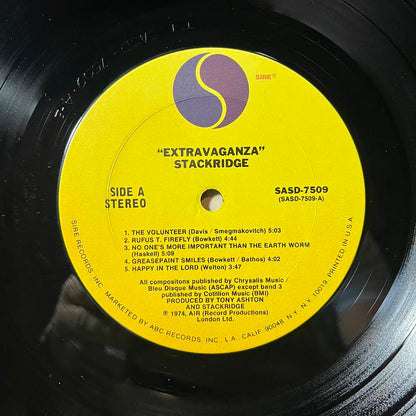 SIRE®
"EXTRAVAGANZA"
STACKRIDGE
SIDE A
STEREO
SASD-7509
(SASD-7509-A)
1. THE VOLUNTEER (Davis / Smegmakovitch) 5:03
2. RUFUS T. FIREFLY (Bowkett) 4:44
3. NO ONE'S MORE IMPORTANT THAN THE EARTH WORM
(Haskell) 5:09
4. GREASEPAINT SMILES (Bowkett / Bathos) 4:02
5. HAPPY IN THE LORD (Welton) 3:47
All compositons published by Chrysalis Music /
Bleu Disque Music (ASCAP) except band 3
published by Cotillion Music (BMI)
PRODUCED BY TONY ASHTON
AND STACKRIDGE
℗ 1974, AIR (Record Productions)
London Ltd.
SIRE RECORDS, INC. MARKETED BY ABC RECORDS, INC. L.A. CALIF. 90048, N.Y., N.Y. 10019. PRINTED IN U.S.A.